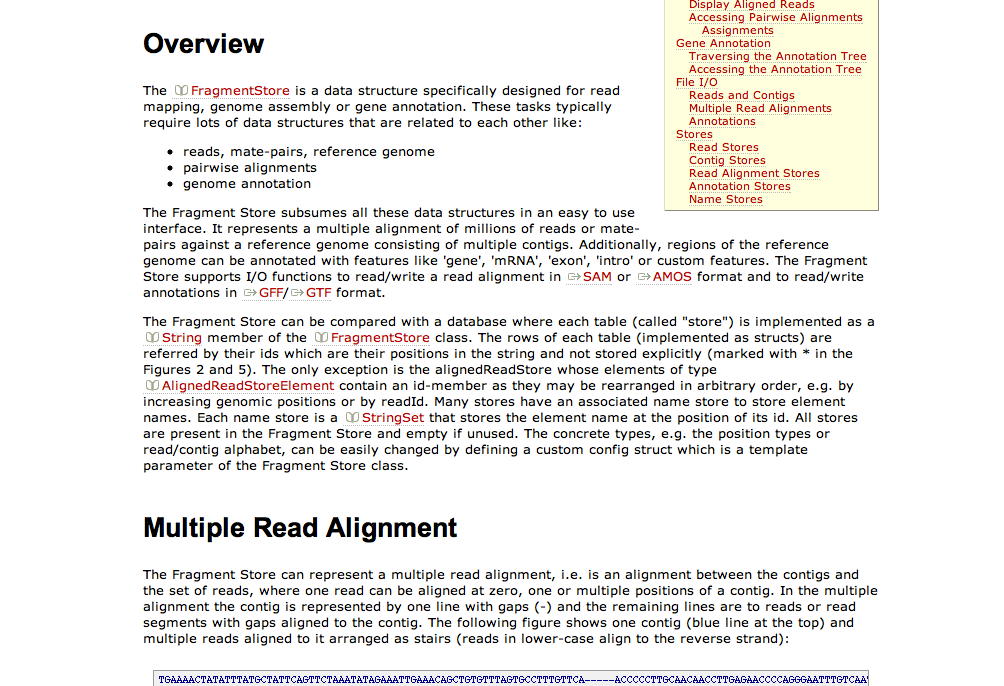 Display Aligned Reads
Accessing Pairwise Alignments
Assignments
Gene Annotation
Traversing the Annotation Tree
Accessing the Annotation Tree
File I/O
Reads and Contigs
Multiple Read Alignments
Annotations
Stores
Read Stores
Contig Stores
Read Alignment Stores
Annotation Stores
Name Stores
Overview
The FragmentStore is a data structure specifically designed for read
mapping, genome assembly or gene annotation. These tasks typically
require lots of data structures that are related to each other like:
• reads, mate-pairs, reference genome
• pairwise alignments
• genome annotation
The Fragment Store subsumes all these data structures in an easy to use
interface. It represents a multiple alignment of millions of reads or mate-
pairs against a reference genome consisting of multiple contigs. Additionally, regions of the reference
genome can be annotated with features like 'gene', 'mRNA', 'exon', 'intro' or custom features. The Fragment
Store supports I/O functions to read/write a read alignment in SAM or AMOS format and to read/write
annotations in GFF/GTF format.
The Fragment Store can be compared with a database where each table (called "store") is implemented as a
String member of the FragmentStore class. The rows of each table (implemented as structs) are
referred by their ids which are their positions in the string and not stored explicitly (marked with * in the
Figures 2 and 5). The only exception is the alignedReadStore whose elements of type
AlignedReadStoreElement contain an id-member as they may be rearranged in arbitrary order, e.g. by
increasing genomic positions or by readId. Many stores have an associated name store to store element
names. Each name store is a StringSet that stores the element name at the position of its id. All stores
are present in the Fragment Store and empty if unused. The concrete types, e.g. the position types or
read/contig alphabet, can be easily changed by defining a custom config struct which is a template
parameter of the Fragment Store class.
Multiple Read Alignment
The Fragment Store can represent a multiple read alignment, i.e. is an alignment between the contigs and
the set of reads, where one read can be aligned at zero, one or multiple positions of a contig. In the multiple
alignment the contig is represented by one line with gaps (-) and the remaining lines are to reads or read
segments with gaps aligned to the contig. The following figure shows one contig (blue line at the top) and
multiple reads aligned to it arranged as stairs (reads in lower-case align to the reverse strand):
TGAAAACTATATTTATGCTATTCAGTTCTAAATATAGAAATTGAAACAGCTGTGTTTAGTGCCTTTGTTCA-----ACCCCCTTGCAACAACCTTGAGAACCCCAGGGAATTTGTCAA